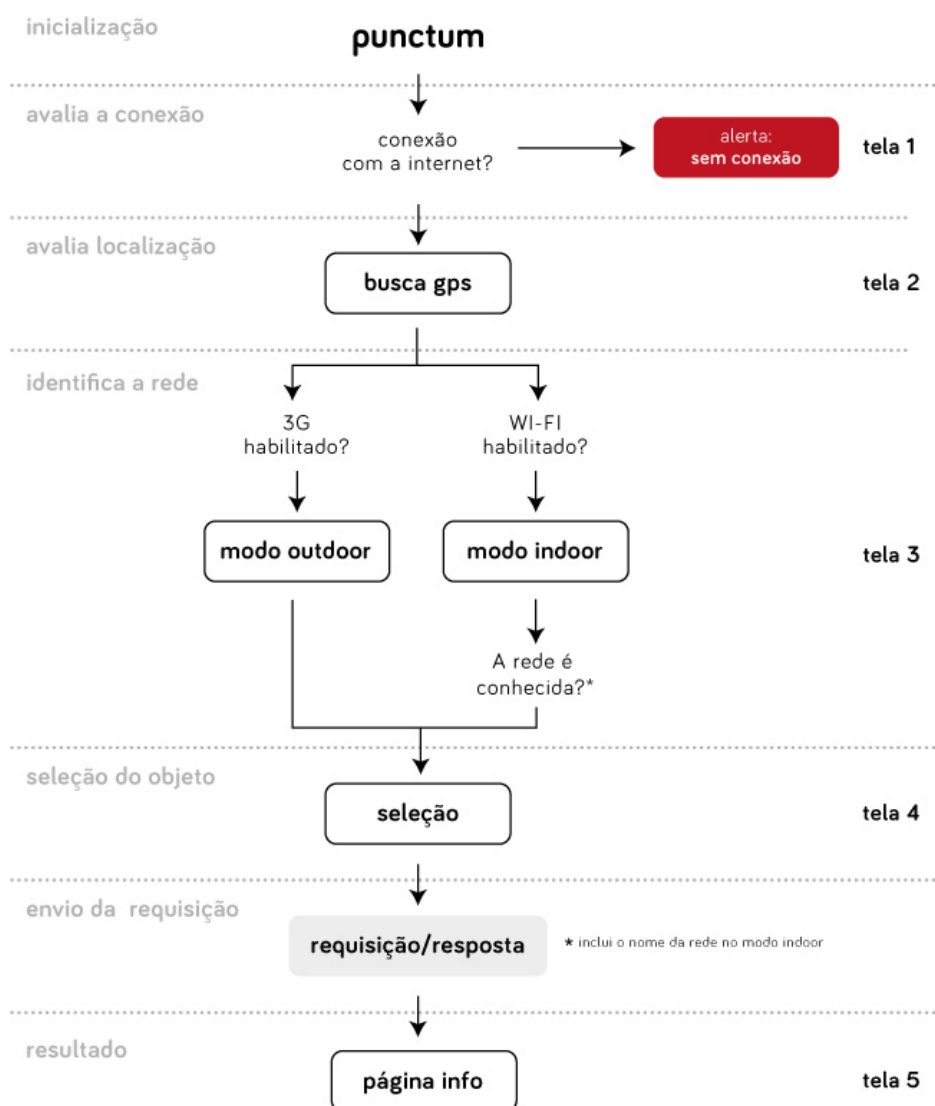 inicialização
punctum
avalia a conexão
conexão
com a internet?
alerta:
sem conexão
tela 1
avalia localização
busca gps
tela 2
identifica a rede
3G
habilitado?
WI-FI
habilitado?
modo outdoor
modo indoor
tela 3
A rede é
conhecida?*
seleção do objeto
seleção
tela 4
envio da requisição
requisição/resposta
* inclui o nome da rede no modo indoor
resultado
página info
tela 5